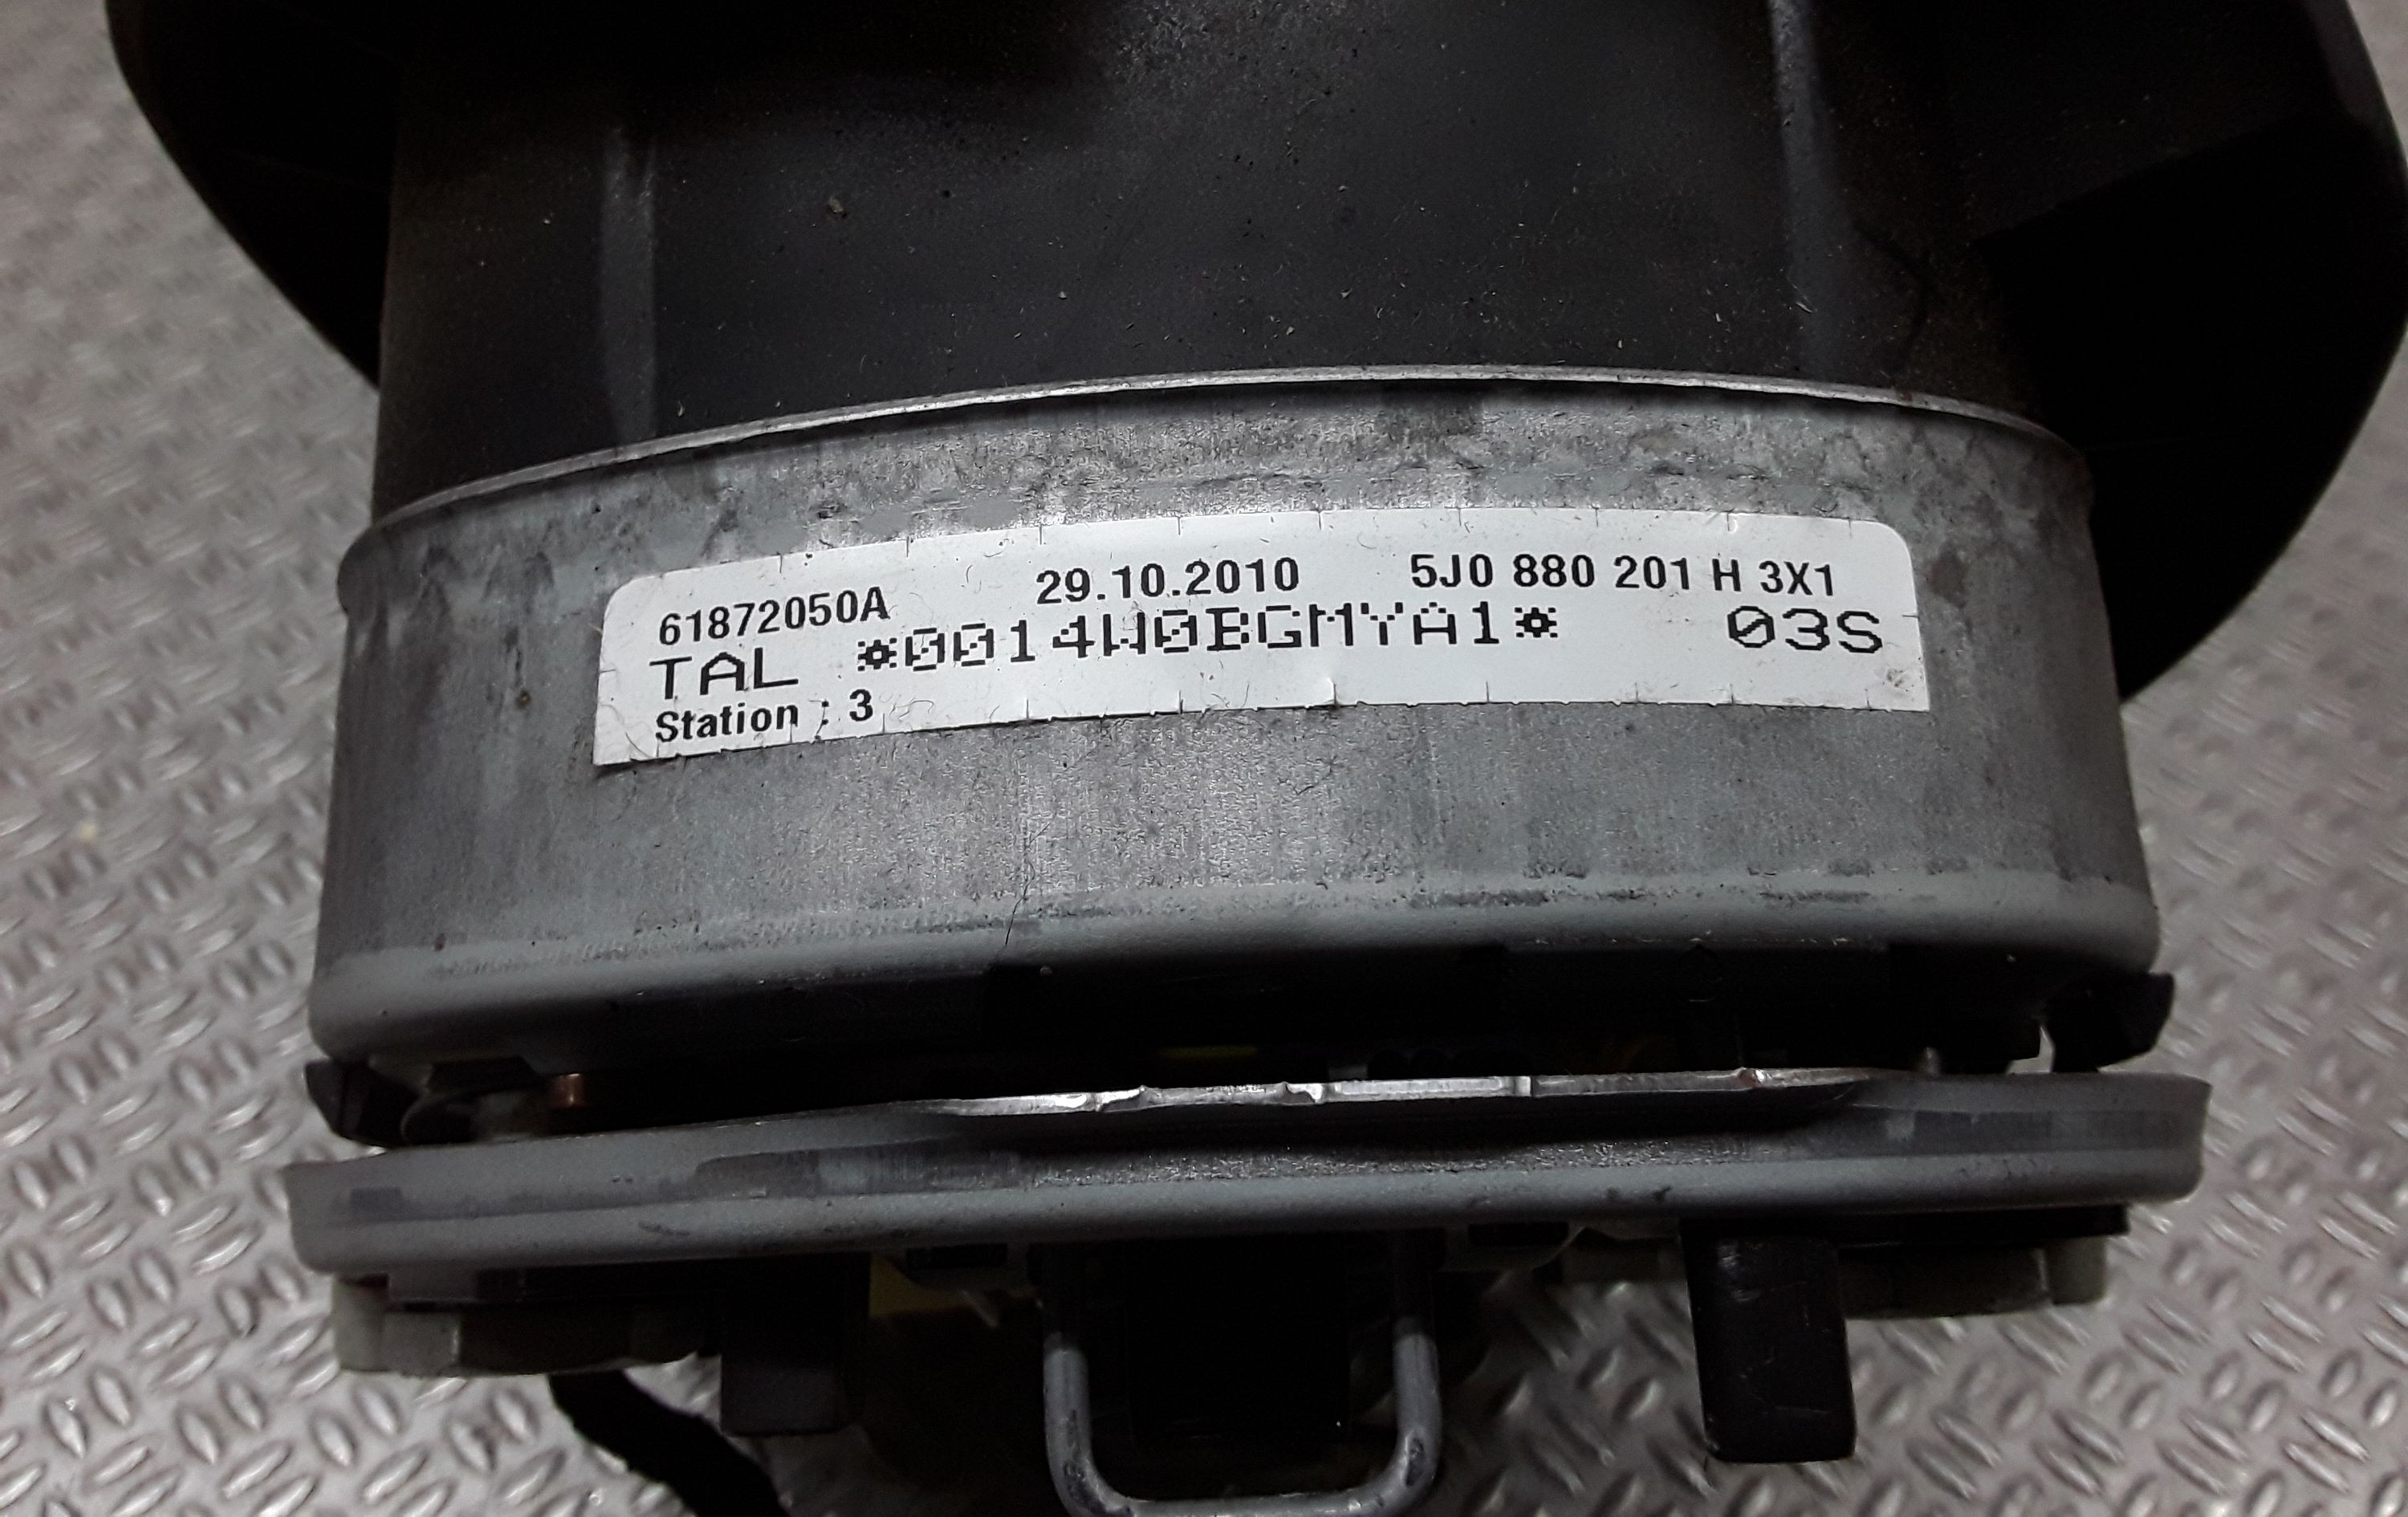 61872050A 29.10.2010 5J0 880 201 H 3X1
TAL *0014W0BGMYA1* 03S
Station : 3